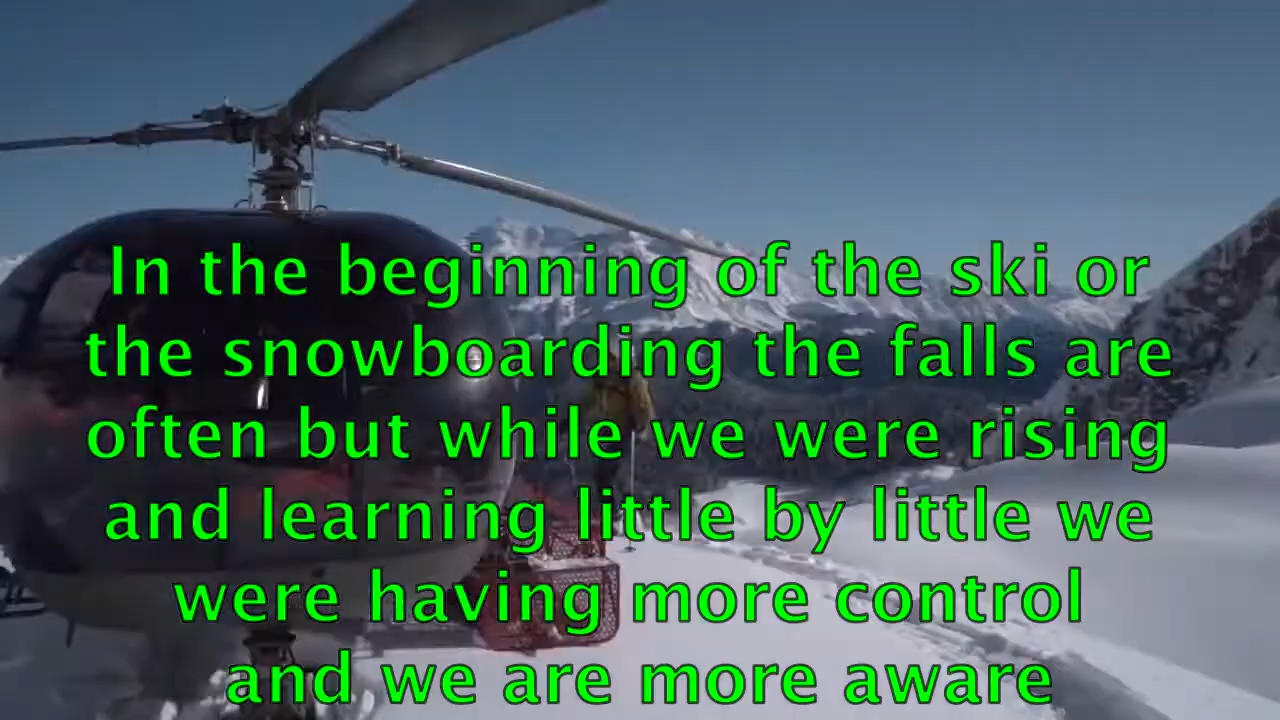 In the beginning of the ski or
the snowboarding the falls are
often but while we were rising
and learning little by little we
were having more control
and we are more aware